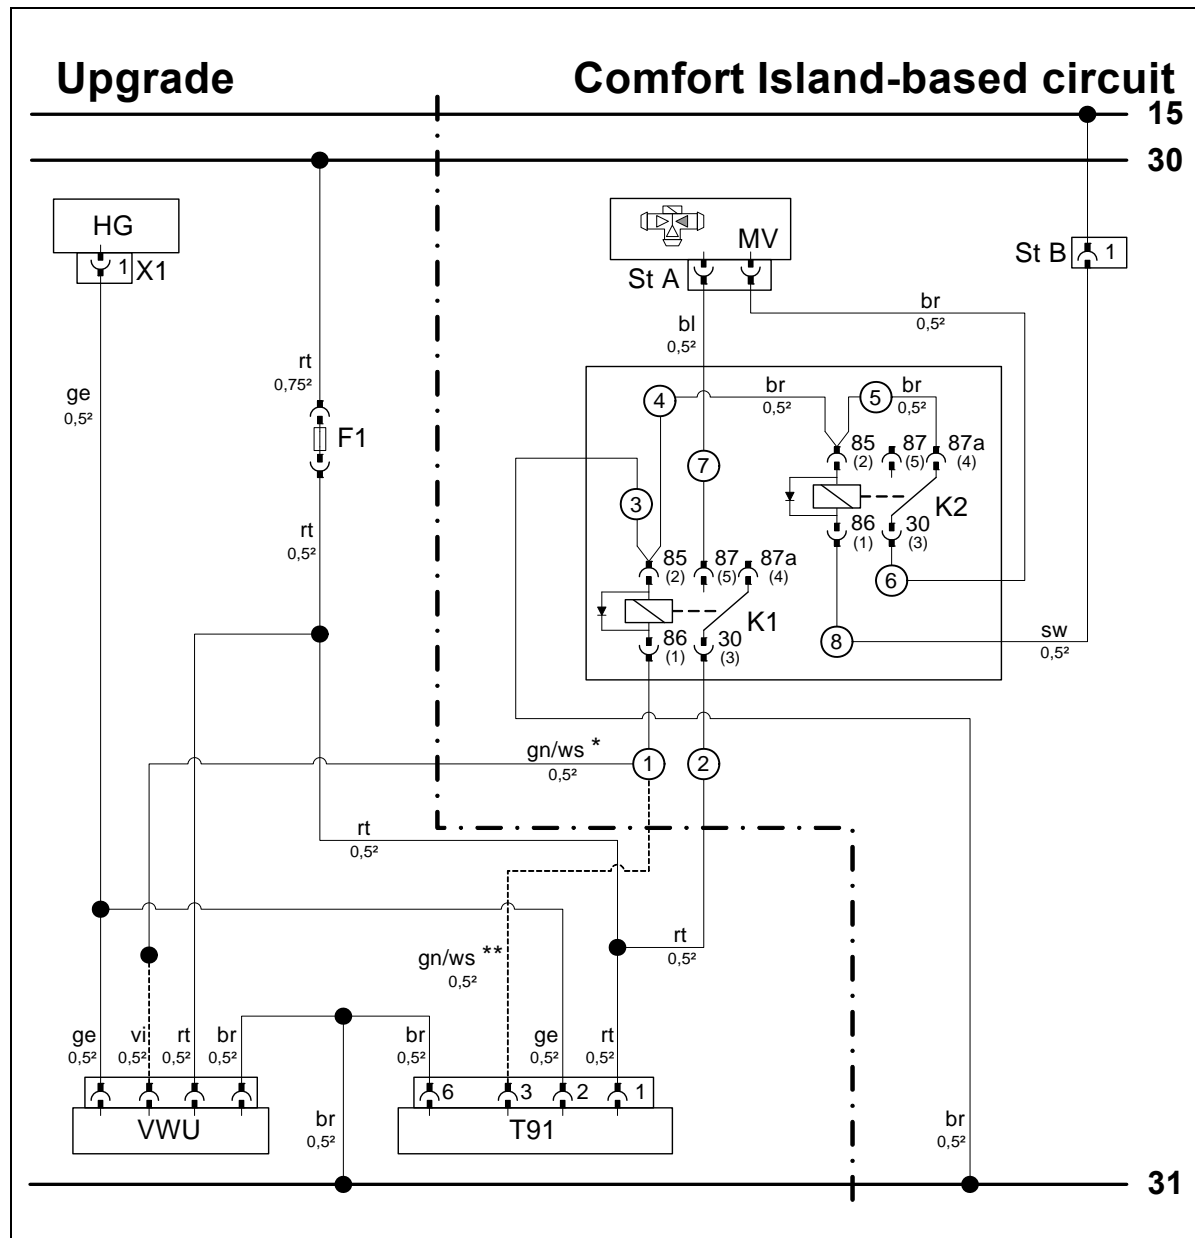 Upgrade
Comfort Island-based circuit
15
30
HG
1
X1
MV
St A
St B
1
bl
0,5²
br
0,5²
ge
0,5²
rt
0,75²
F1
rt
0,5²
4
br
0,5²
5
br
0,5²
85
(2)
87
(5)
87a
(4)
7
3
K2
86
(1)
30
(3)
6
85
(2)
87
(5)
87a
(4)
K1
86
(1)
30
(3)
8
sw
0,5²
gn/ws *
0,5²
1
2
rt
0,5²
gn/ws **
0,5²
rt
0,5²
ge
0,5²
vi
0,5²
rt
0,5²
br
0,5²
br
0,5²
ge
0,5²
rt
0,5²
6
3
2
1
VWU
T91
br
0,5²
br
0,5²
31